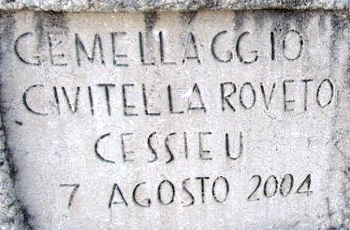 GEMELLAGGIO
CIVITELLA ROVETO
CESSIEU
7 AGOSTO 2004